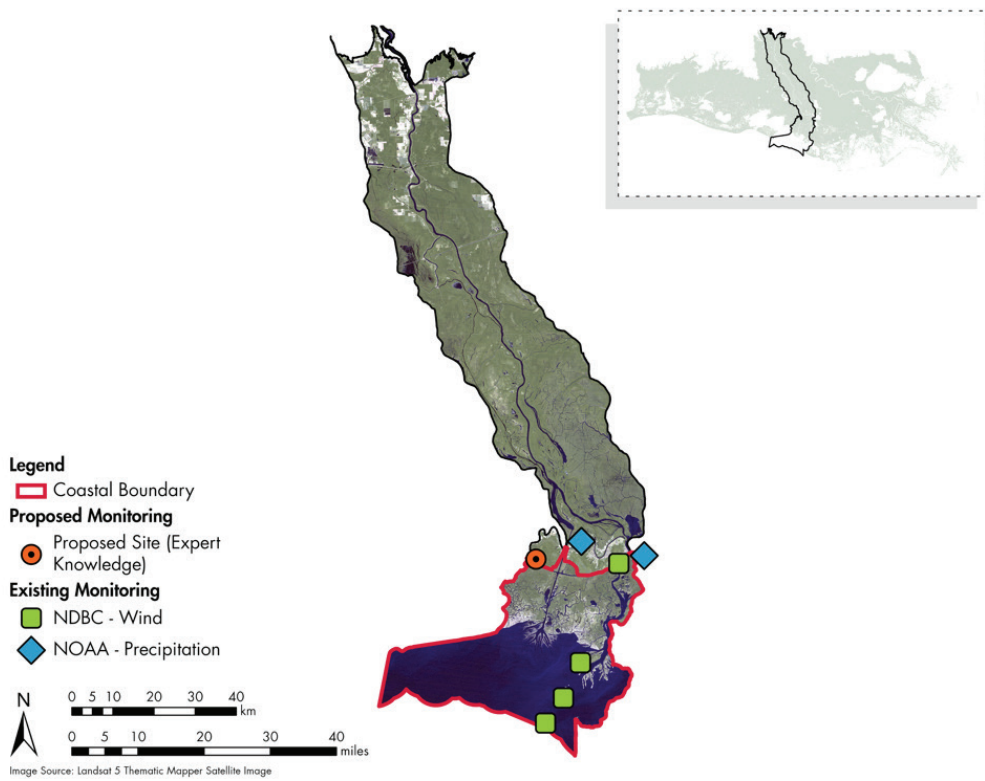 Legend
Coastal Boundary
Proposed Monitoring
Proposed Site (Expert
Knowledge)
Existing Monitoring
NDBC - Wind
NOAA - Precipitation
N
0 5 10 20 30 40
km
0 5 10 20 30 40
miles
Image Source: Landsat 5 Thematic Mapper Satellite Image